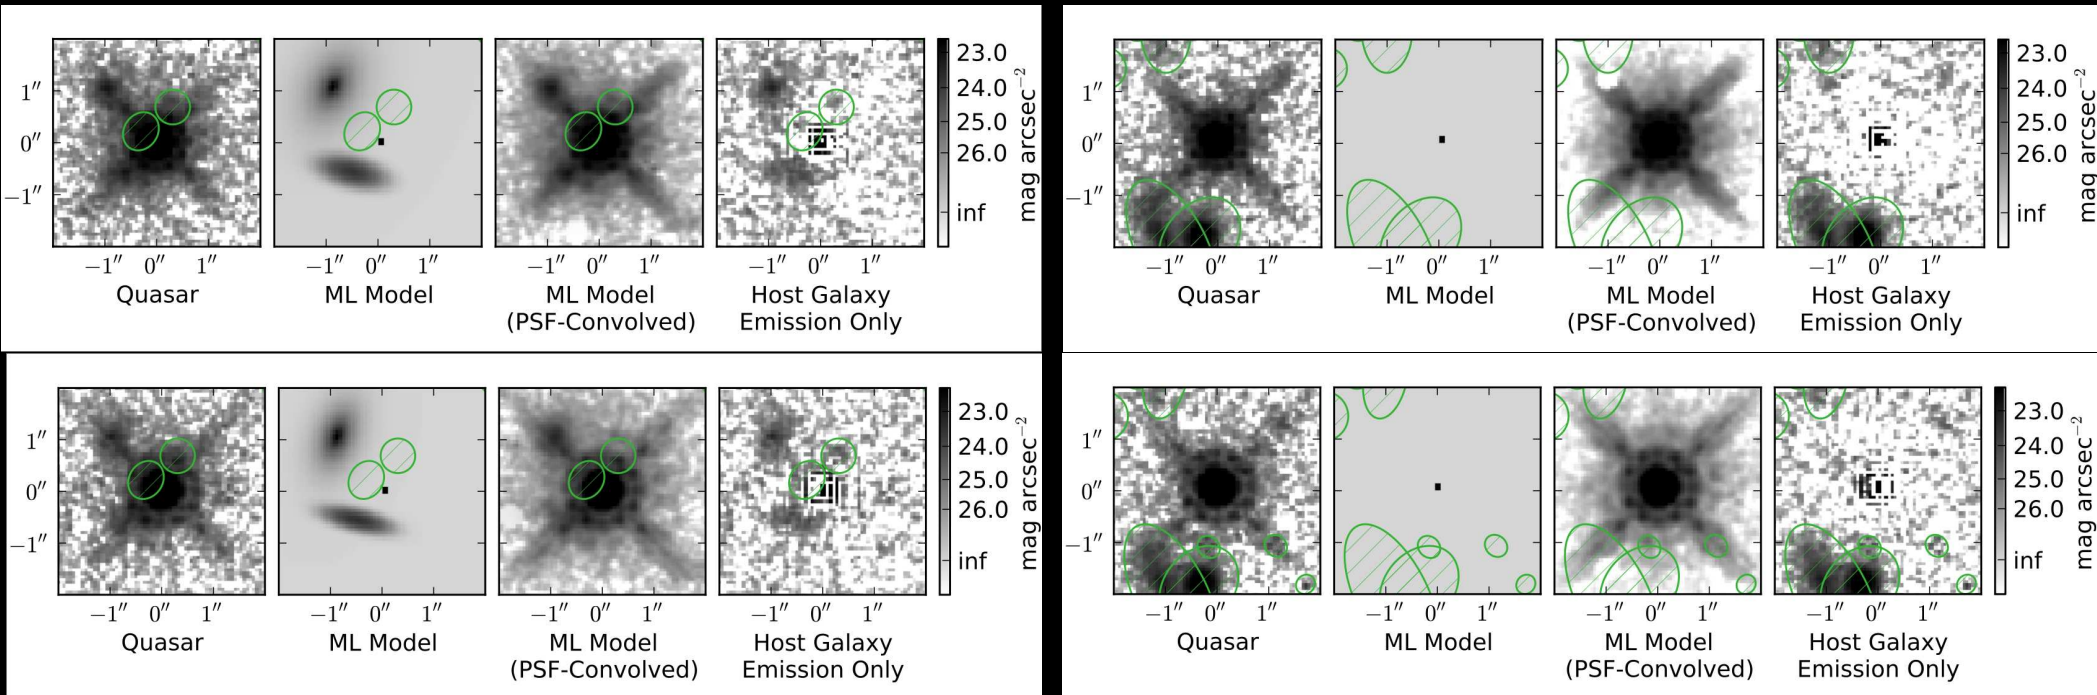 23.0
24.0
25.0
26.0
inf
mag arcsec−2
1″
0″
−1″
−1″ 0″ 1″ −1″ 0″ 1″ −1″ 0″ 1″ −1″ 0″ 1″
Quasar ML Model ML Model Host Galaxy
(PSF-Convolved) Emission Only
23.0
24.0
25.0
26.0
inf
mag arcsec−2
1″
0″
−1″
−1″ 0″ 1″ −1″ 0″ 1″ −1″ 0″ 1″ −1″ 0″ 1″
Quasar ML Model ML Model Host Galaxy
(PSF-Convolved) Emission Only
23.0
24.0
25.0
26.0
inf
mag arcsec−2
1″
0″
−1″
−1″ 0″ 1″ −1″ 0″ 1″ −1″ 0″ 1″ −1″ 0″ 1″
Quasar ML Model ML Model Host Galaxy
(PSF-Convolved) Emission Only
23.0
24.0
25.0
26.0
inf
mag arcsec−2
1″
0″
−1″
−1″ 0″ 1″ −1″ 0″ 1″ −1″ 0″ 1″ −1″ 0″ 1″
Quasar ML Model ML Model Host Galaxy
(PSF-Convolved) Emission Only